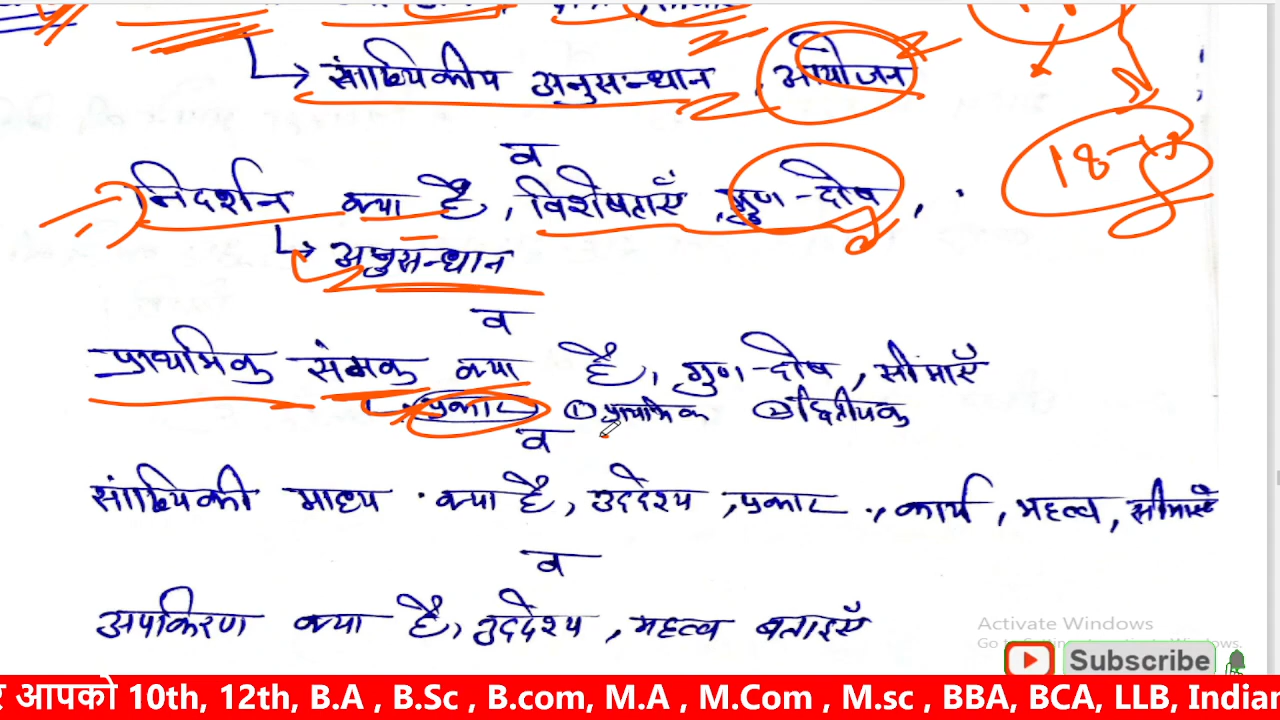 सांख्यिकीय अनुसन्धान , आयोजन
18-19
व
निदर्शन क्या है , विशेषताएँ , गुण-दोष ,
अनुसन्धान
व
प्राथमिक संमक क्या है , गुण-दोष , सीमाएँ
प्रकार ① प्राथमिक ② द्वितीयक
व
सांख्यिकी माध्य क्या है , उद्देश्य , प्रकार , कार्य , महत्व , सीमाएँ
व
अपकिरण क्या है , उद्देश्य , महत्व बताइएँ
Activate Windows
Subscribe
र आपको 10th, 12th, B.A , B.Sc , B.com, M.A , M.Com , M.sc , BBA, BCA, LLB, Indian